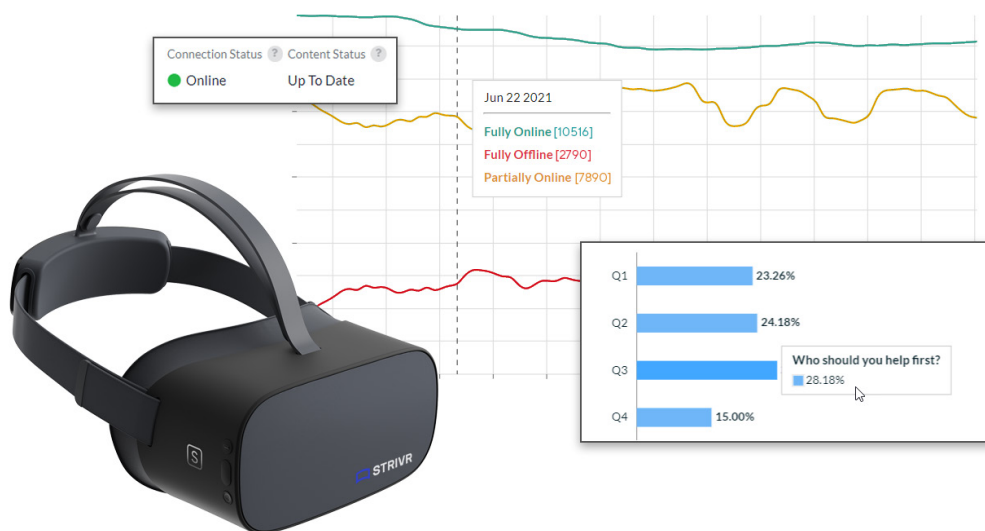 Connection Status ? Content Status ?
Online Up To Date
Jun 22 2021
Fully Online [10516]
Fully Offline [2790]
Partially Online [7890]
Q1 23.26%
Q2 24.18%
Q3
Who should you help first?
28.18%
Q4 15.00%
S
STRIVR